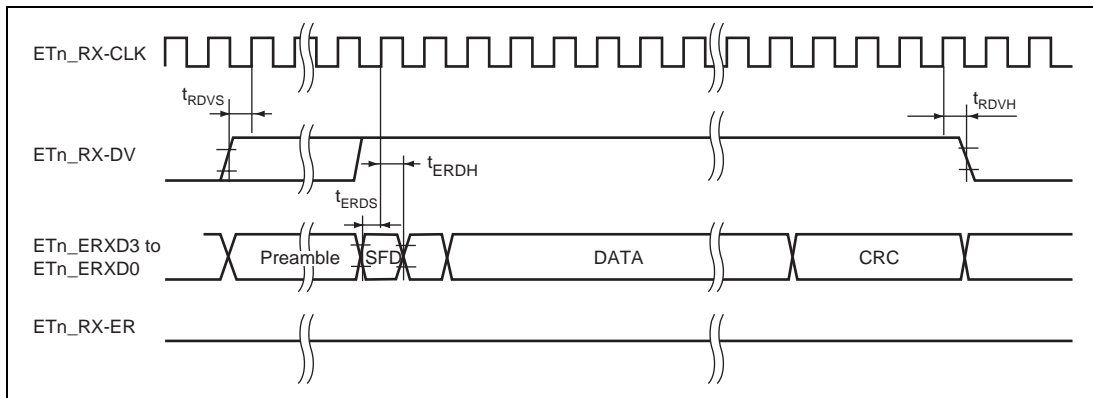 ETn_RX-CLK
tRDVS
tRDVH
ETn_RX-DV
tERDH
tERDS
ETn_ERXD3 to
ETn_ERXD0
Preamble
SFD
DATA
CRC
ETn_RX-ER